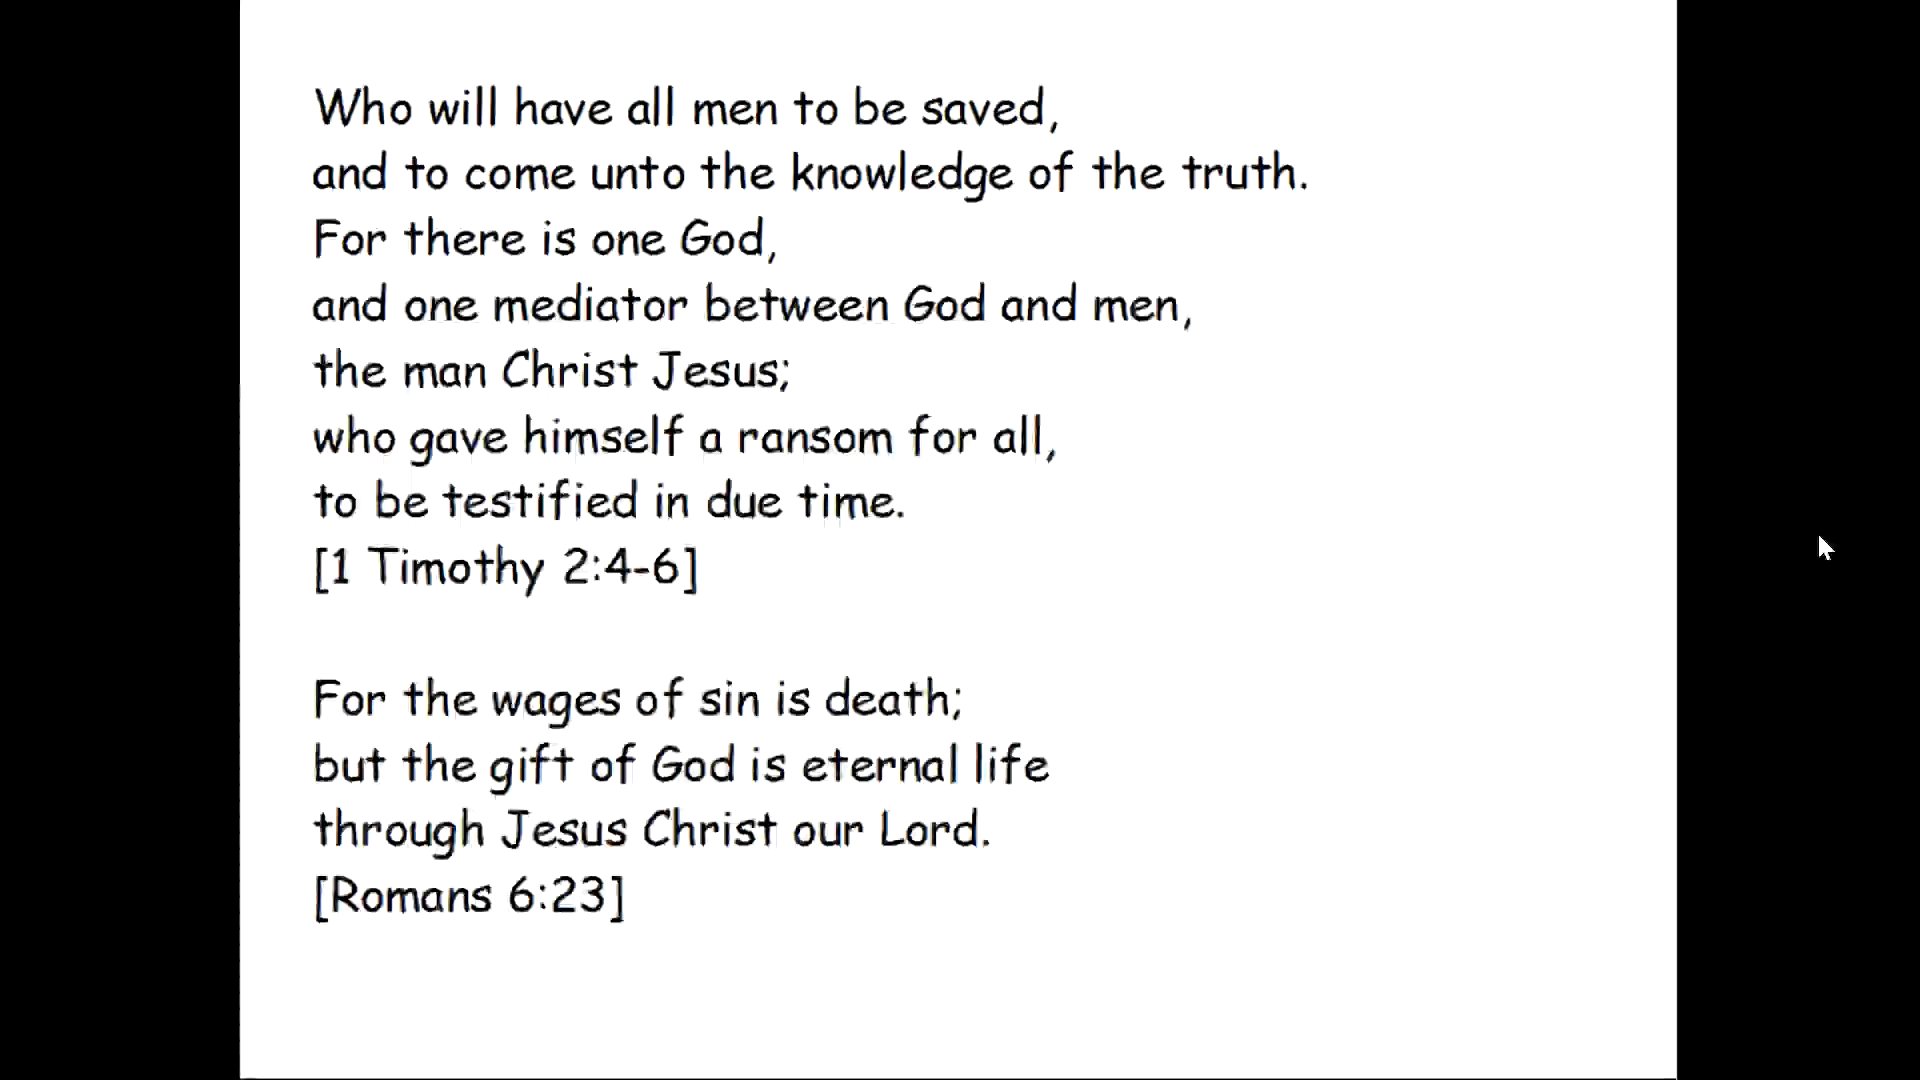 Who will have all men to be saved,
and to come unto the knowledge of the truth.
For there is one God,
and one mediator between God and men,
the man Christ Jesus;
who gave himself a ransom for all,
to be testified in due time.
[1 Timothy 2:4-6]
For the wages of sin is death;
but the gift of God is eternal life
through Jesus Christ our Lord.
[Romans 6:23]